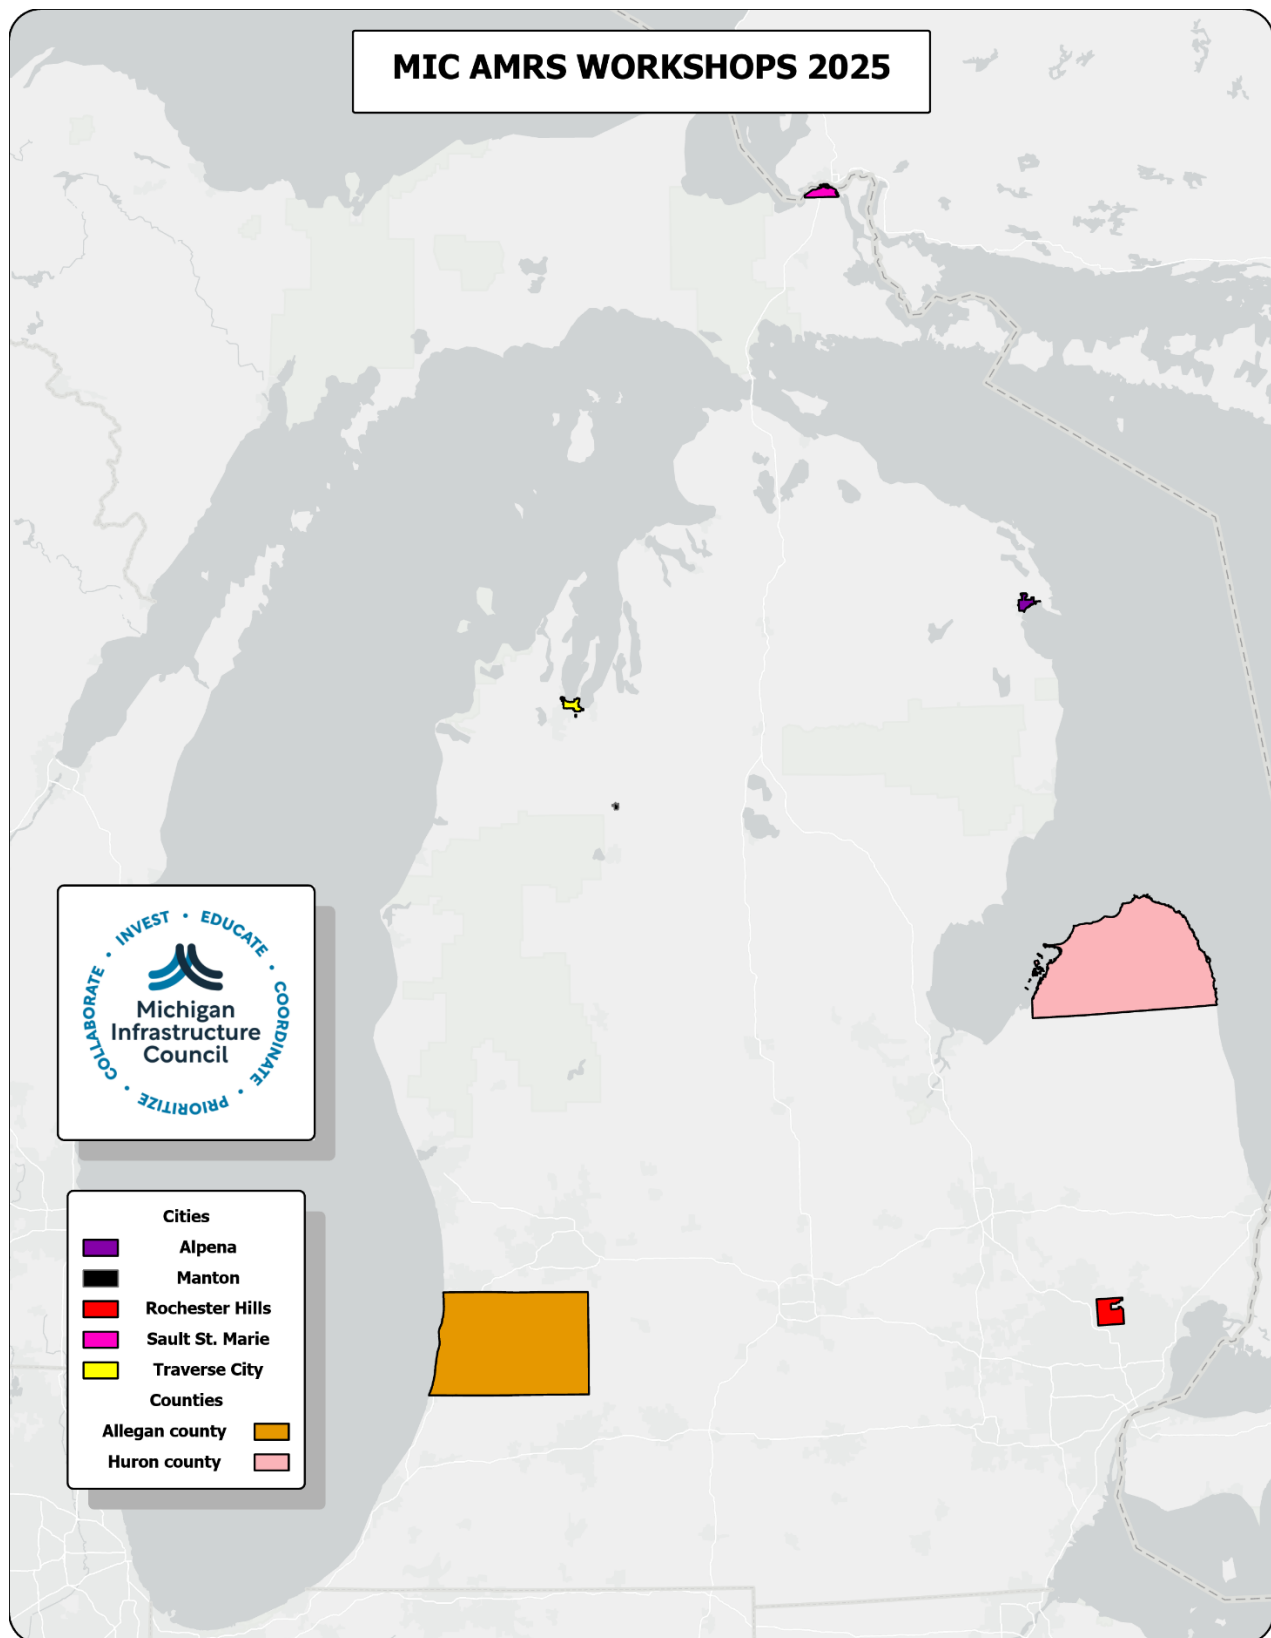 MIC AMRS WORKSHOPS 2025
INVEST • EDUCATE • COORDINATE • PRIORITIZE • COLLABORATE •
Michigan
Infrastructure
Council
Cities
Alpena
Manton
Rochester Hills
Sault St. Marie
Traverse City
Counties
Allegan county
Huron county